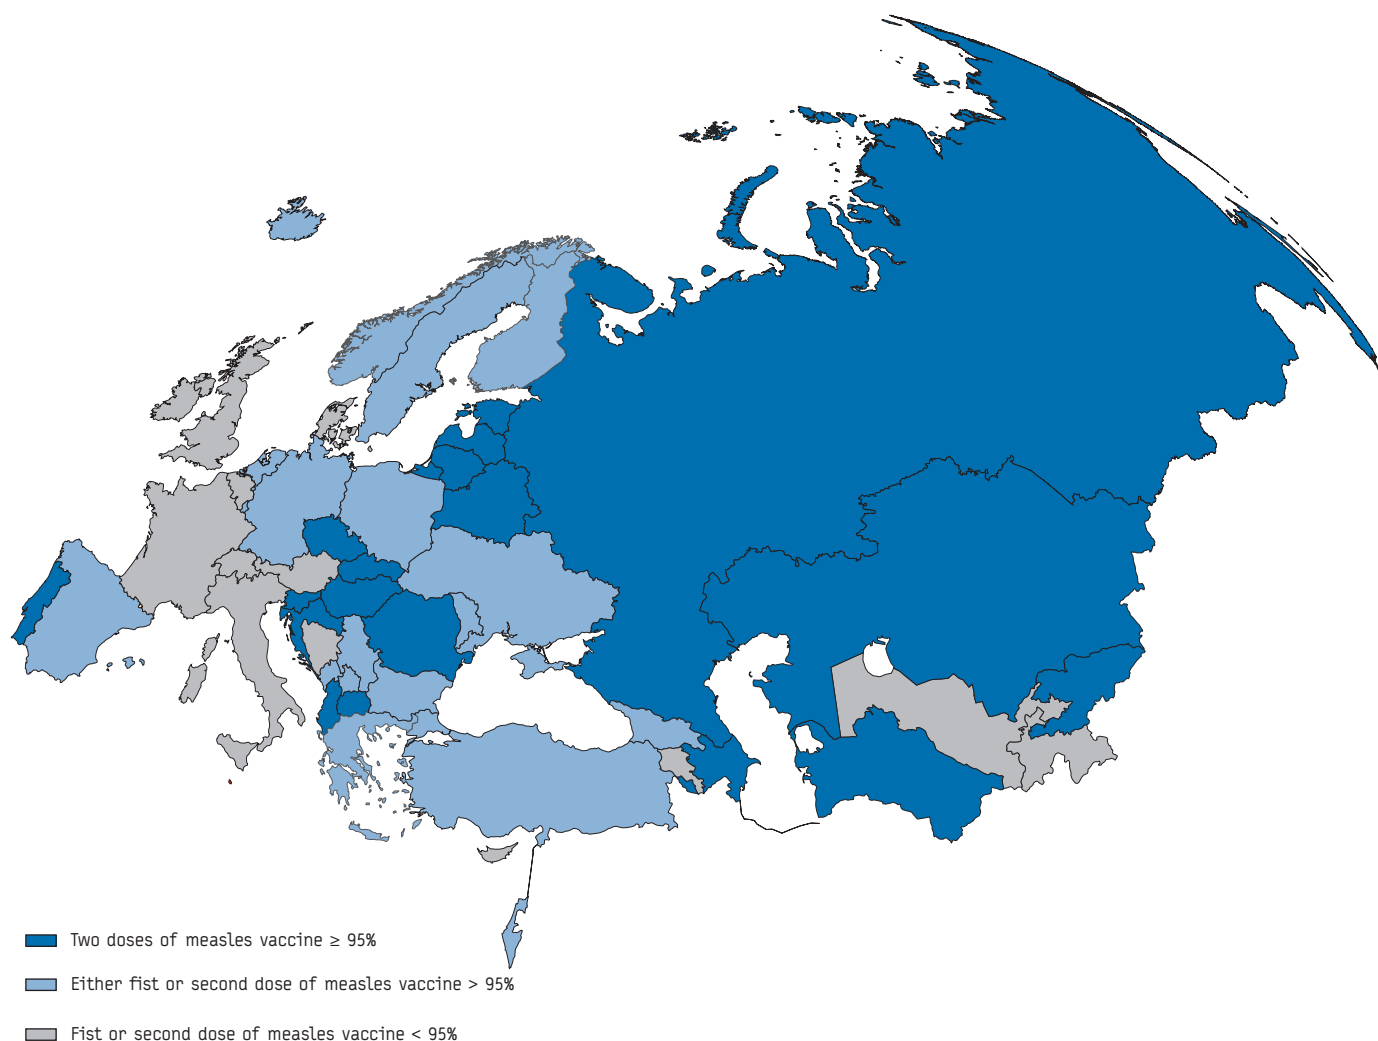 Two doses of measles vaccine ≥ 95%
Either fist or second dose of measles vaccine > 95%
Fist or second dose of measles vaccine < 95%